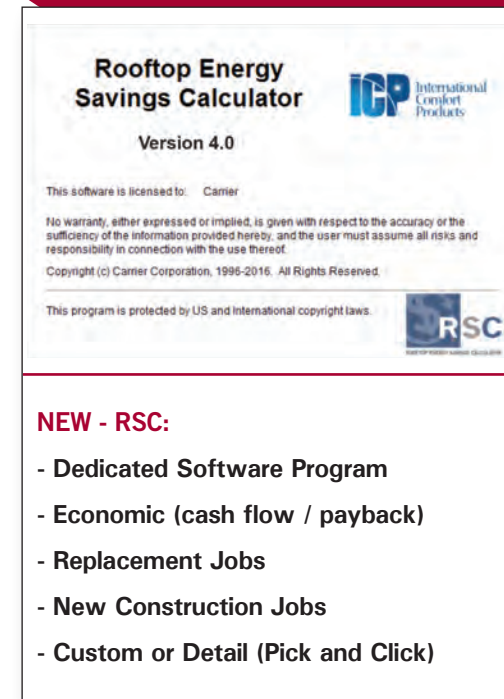 Rooftop Energy
Savings Calculator
ICP International
Comfort
Products
Version 4.0
This software is licensed to: Carrier
No warranty, either expressed or implied, is given with respect to the accuracy or the
sufficiency of the information provided hereby, and the user must assume all risks and
responsibility in connection with the use thereof.
Copyright (c) Carrier Corporation, 1996-2016. All Rights Reserved.
This program is protected by US and International copyright laws.
RSC
NEW - RSC:
- Dedicated Software Program
- Economic (cash flow / payback)
- Replacement Jobs
- New Construction Jobs
- Custom or Detail (Pick and Click)